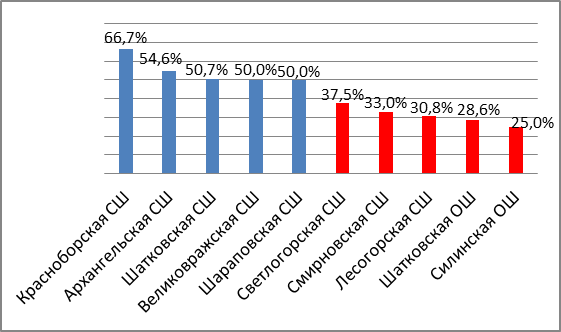 66,7%
54,6%
50,7%
50,0%
50,0%
37,5%
33,0%
30,8%
28,6%
25,0%
Красноборская СШ
Архангельская СШ
Шатковская СШ
Великовражская СШ
Шараповская СШ
Светлогорская СШ
Смирновская СШ
Лесогорская СШ
Шатковская ОШ
Силинская ОШ